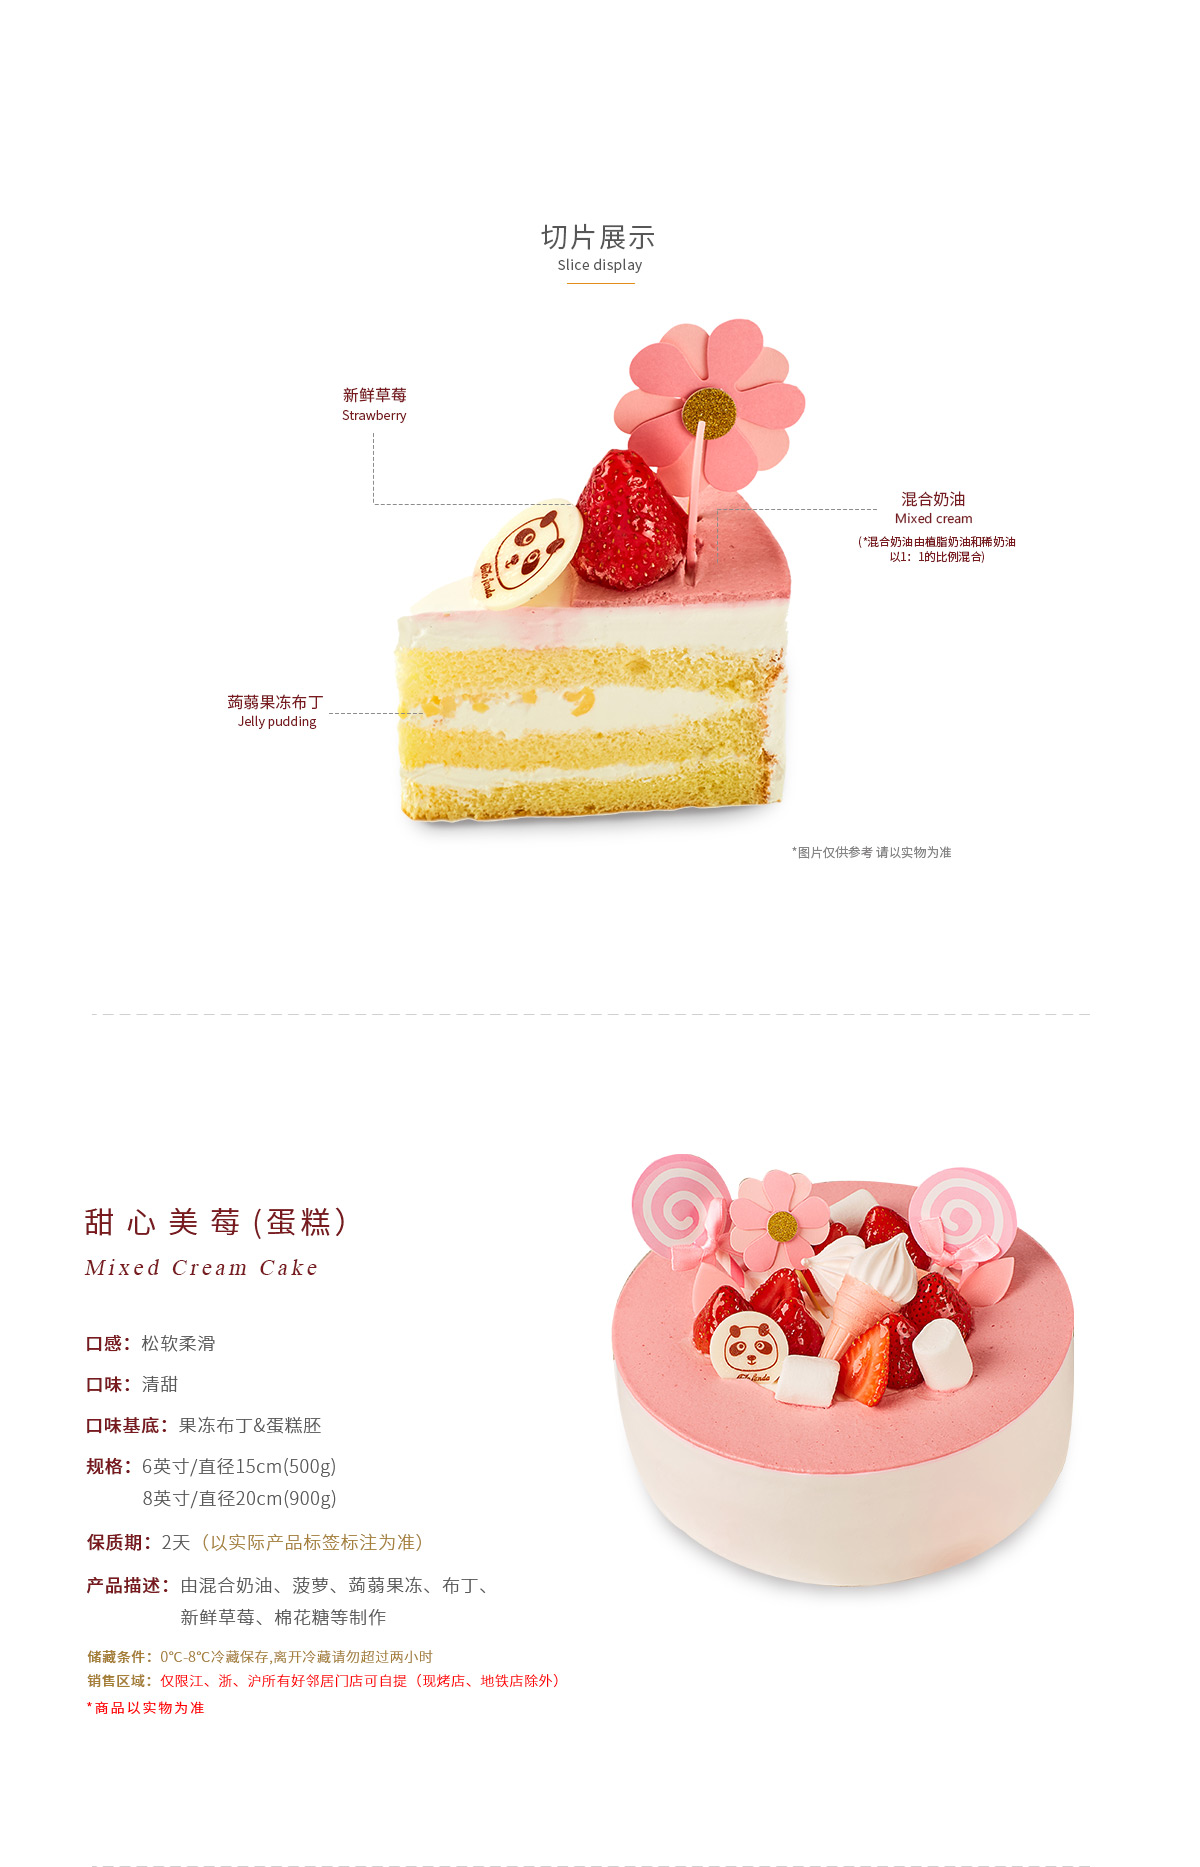 切片展示
Slice display
新鲜草莓
Strawberry
混合奶油
Mixed cream
(*混合奶油由植脂奶油和稀奶油
以1：1的比例混合)
蒟蒻果冻布丁
Jelly pudding
*图片仅供参考 请以实物为准
甜心美莓(蛋糕)
Mixed Cream Cake
口感：松软柔滑
口味：清甜
口味基底：果冻布丁&蛋糕胚
规格：6英寸/直径15cm(500g)
8英寸/直径20cm(900g)
保质期：2天（以实际产品标签标注为准）
产品描述：由混合奶油、菠萝、蒟蒻果冻、布丁、
新鲜草莓、棉花糖等制作
储藏条件：0℃-8℃冷藏保存,离开冷藏请勿超过两小时
销售区域：仅限江、浙、沪所有好邻居门店可自提（现烤店、地铁店除外）
*商品以实物为准